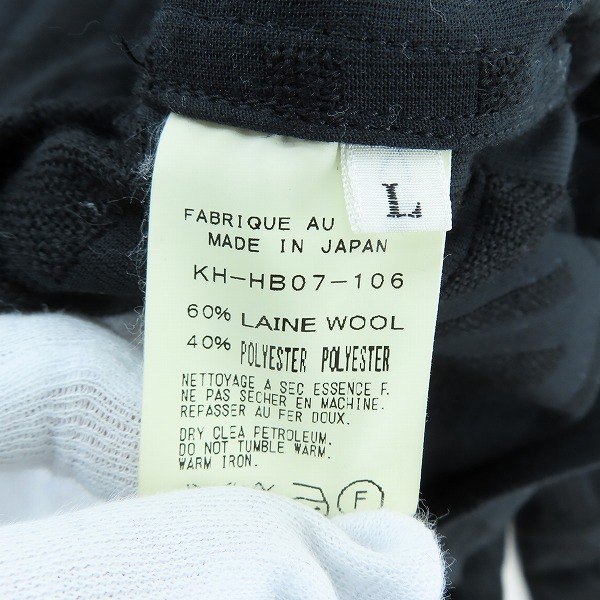 L
FABRIQUE AU
MADE IN JAPAN
KH-HB07-106
60% LAINE WOOL
40% POLYESTER POLYESTER
NETTOYAGE A SEC ESSENCE F.
NE PAS SECHER EN MACHINE.
REPASSER AU FER DOUX.
DRY CLEA PETROLEUM.
DO NOT TUMBLE WARM.
WARM IRON.
F